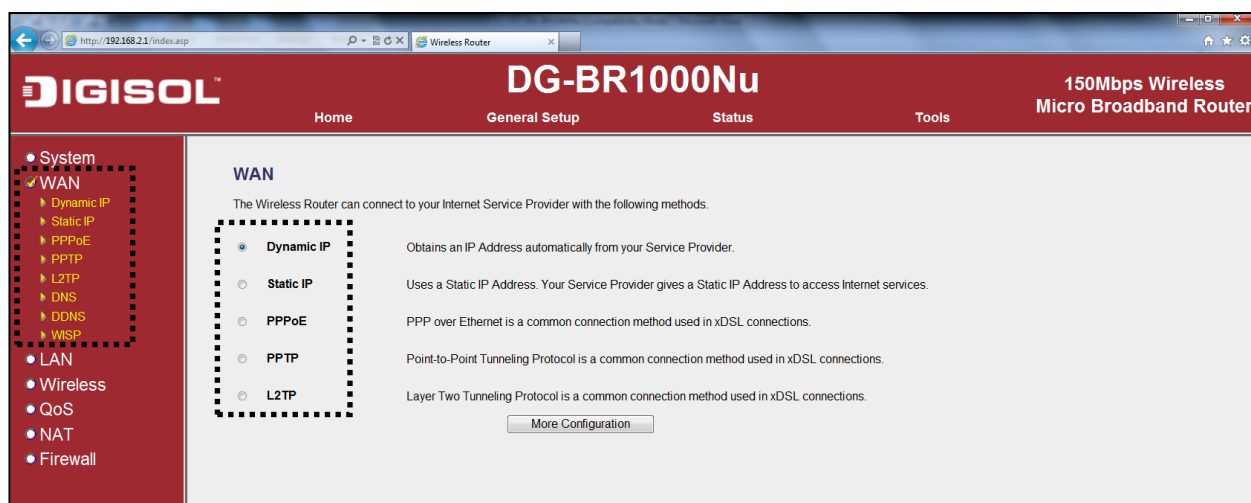 http://192.168.2.1/index.asp
Wireless Router
DIGISOL™
DG-BR1000Nu
150Mbps Wireless
Micro Broadband Router
Home
General Setup
Status
Tools
System
WAN
Dynamic IP
Static IP
PPPoE
PPTP
L2TP
DNS
DDNS
WISP
LAN
Wireless
QoS
NAT
Firewall
WAN
The Wireless Router can connect to your Internet Service Provider with the following methods.
Dynamic IP Obtains an IP Address automatically from your Service Provider.
Static IP Uses a Static IP Address. Your Service Provider gives a Static IP Address to access Internet services.
PPPoE PPP over Ethernet is a common connection method used in xDSL connections.
PPTP Point-to-Point Tunneling Protocol is a common connection method used in xDSL connections.
L2TP Layer Two Tunneling Protocol is a common connection method used in xDSL connections.
More Configuration